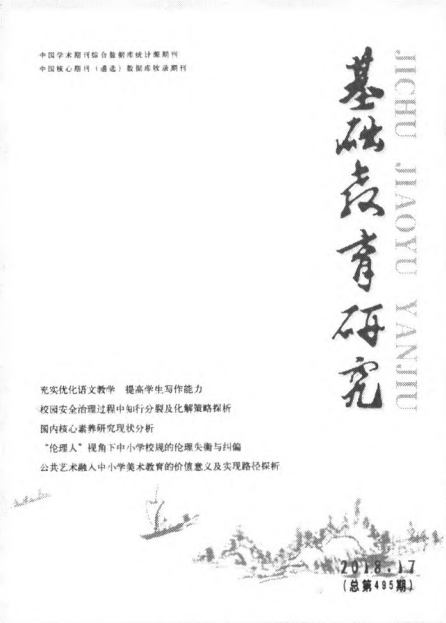 中国学术期刊综合数据库统计源期刊
中国核心期刊（遴选）数据库收录期刊
基础教育研究
JICHU JIAOYU YANJIU
充实优化语文教学 提高学生写作能力
校园安全治理过程中知行分裂及化解策略探析
国内核心素养研究现状分析
“伦理人”视角下中小学校规的伦理失衡与纠偏
公共艺术融入中小学美术教育的价值意义及实现路径探析
2018.17
（总第495期）